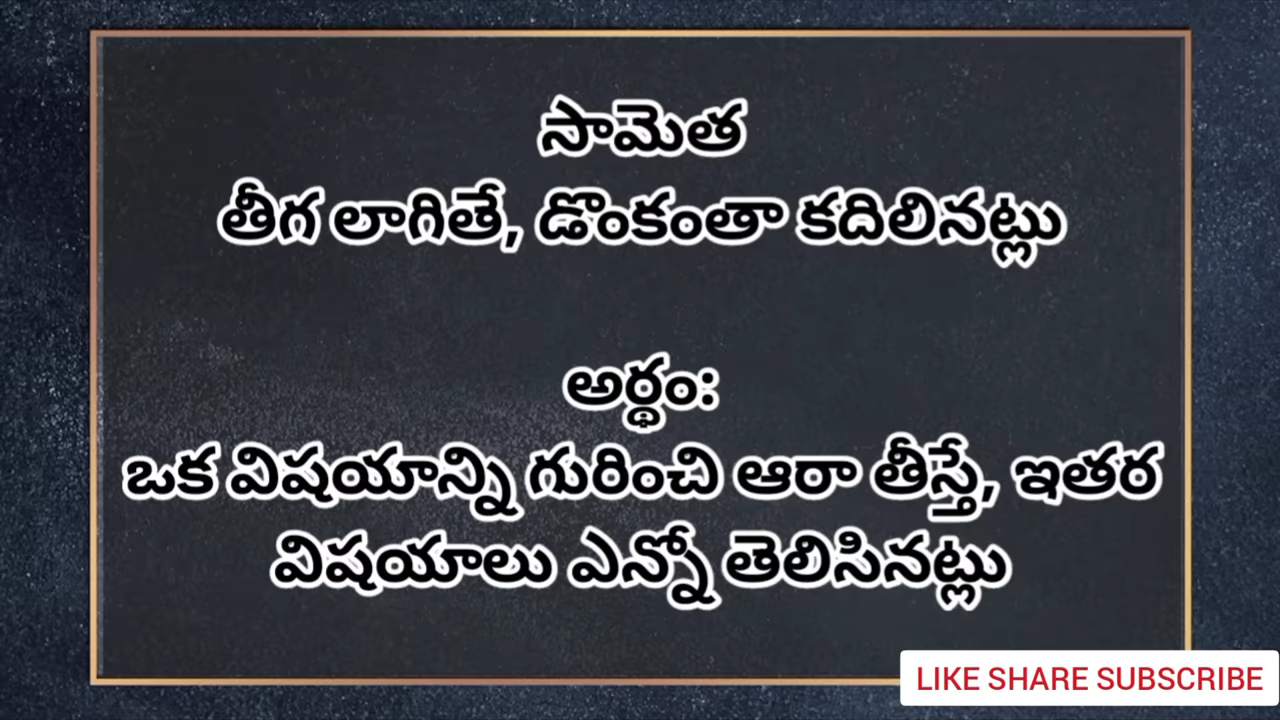 సామెత
తీగ లాగితే, డొంకంతా కదిలినట్లు
అర్థం:
ఒక విషయాన్ని గురించి ఆరా తీస్తే, ఇతర
విషయాలు ఎన్నో తెలిసినట్లు
LIKE SHARE SUBSCRIBE